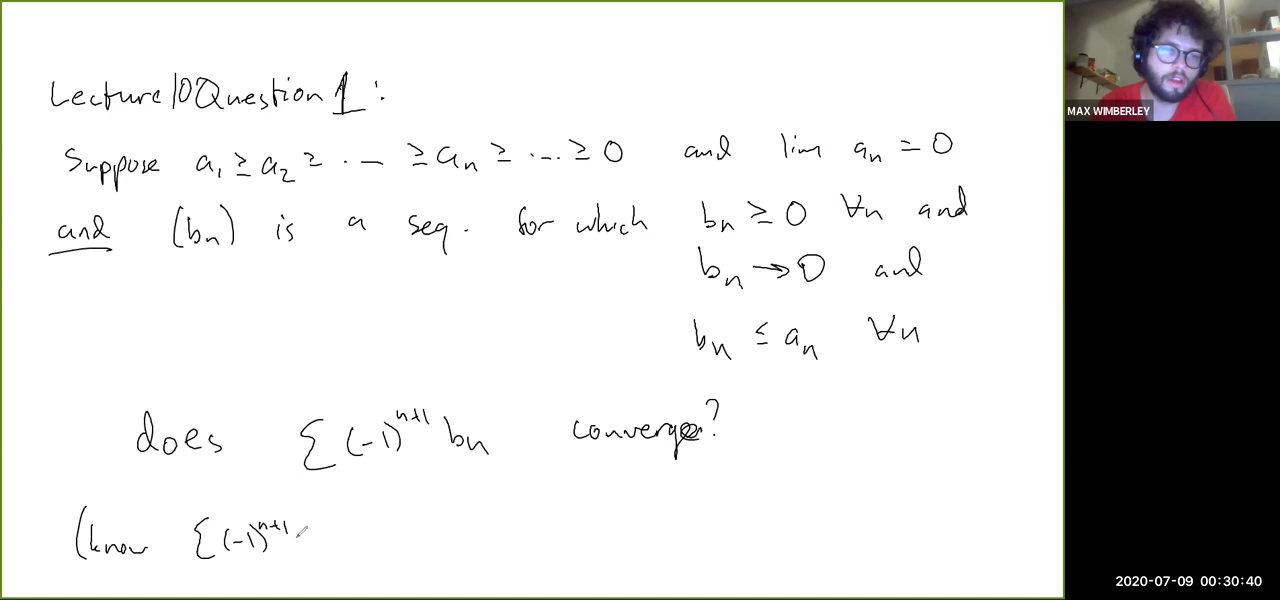 Lecture 10 Question 1:
Suppose a₁ ≥ a₂ ≥ ... ≥ aₙ ≥ ... ≥ 0 and lim aₙ = 0
and (bₙ) is a seq. for which bₙ ≥ 0 ∀n and
bₙ → 0 and
bₙ ≤ aₙ ∀n
does Σ (-1)ⁿ⁺¹ bₙ converge?
(know Σ (-1)ⁿ⁺¹
MAX WIMBERLEY
2020-07-09 00:30:40